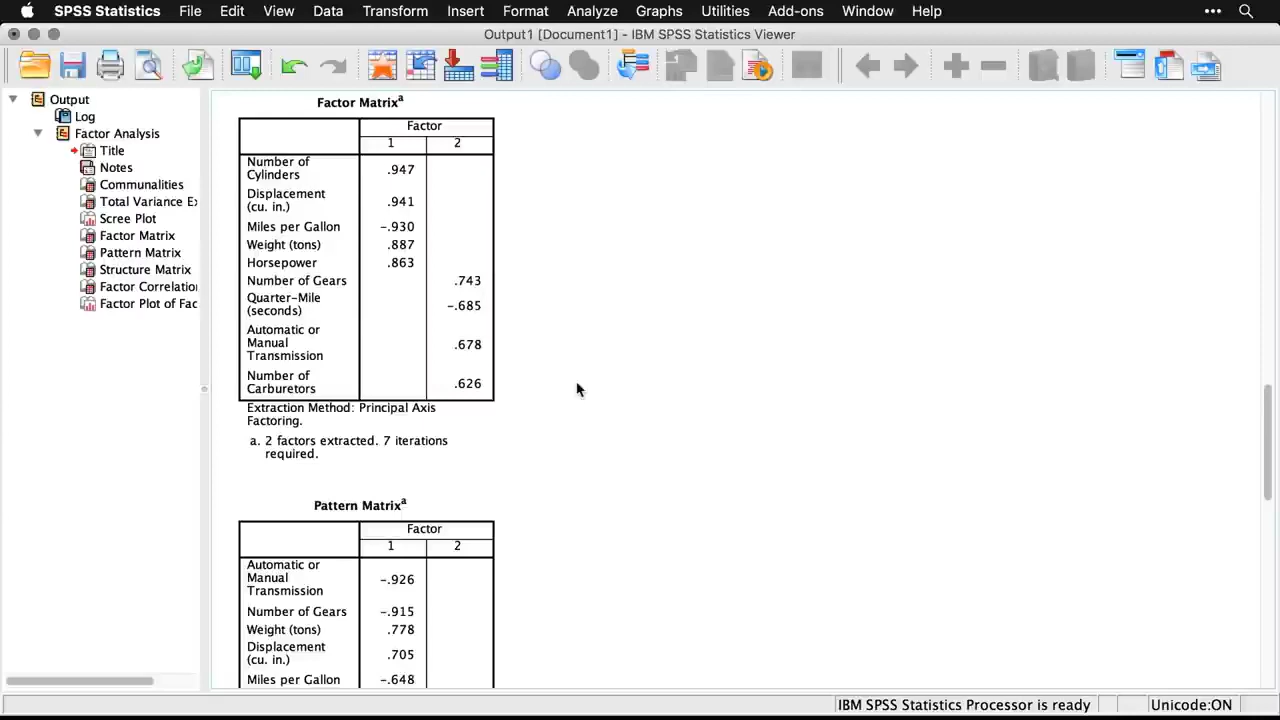 SPSS Statistics File Edit View Data Transform Insert Format Analyze Graphs Utilities Add-ons Window Help
Output1 [Document1] - IBM SPSS Statistics Viewer
Output
Log
Factor Analysis
Title
Notes
Communalities
Total Variance Ex
Scree Plot
Factor Matrix
Pattern Matrix
Structure Matrix
Factor Correlation
Factor Plot of Fac
Factor Matrixa
Factor
1 2
Number of
Cylinders .947
Displacement
(cu. in.) .941
Miles per Gallon -.930
Weight (tons) .887
Horsepower .863
Number of Gears .743
Quarter-Mile
(seconds) -.685
Automatic or
Manual
Transmission .678
Number of
Carburetors .626
Extraction Method: Principal Axis
Factoring.
a. 2 factors extracted. 7 iterations
required.
Pattern Matrixa
Factor
1 2
Automatic or
Manual
Transmission -.926
Number of Gears -.915
Weight (tons) .778
Displacement
(cu. in.) .705
Miles per Gallon -.648
IBM SPSS Statistics Processor is ready Unicode:ON